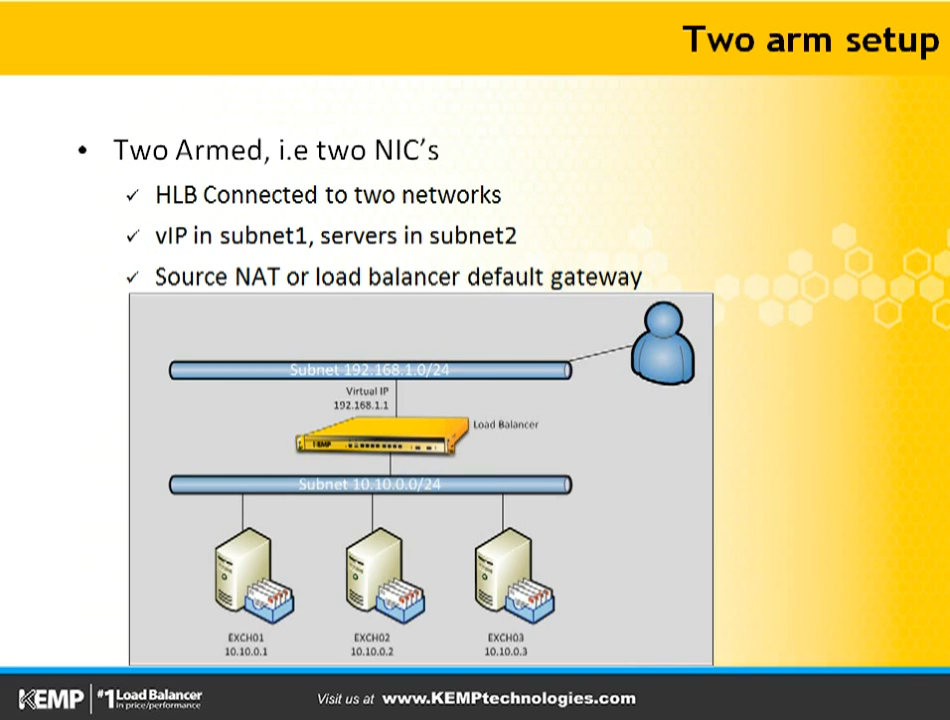 Two arm setup
• Two Armed, i.e two NIC's
✓ HLB Connected to two networks
✓ vIP in subnet1, servers in subnet2
✓ Source NAT or load balancer default gateway
Subnet 192.168.1.0/24
Virtual IP
192.168.1.1
Load Balancer
KEMP
Subnet 10.10.0.0/24
EXCH01
10.10.0.1
EXCH02
10.10.0.2
EXCH03
10.10.0.3
KEMP #1 Load Balancer
in price/performance
Visit us at www.KEMPtechnologies.com